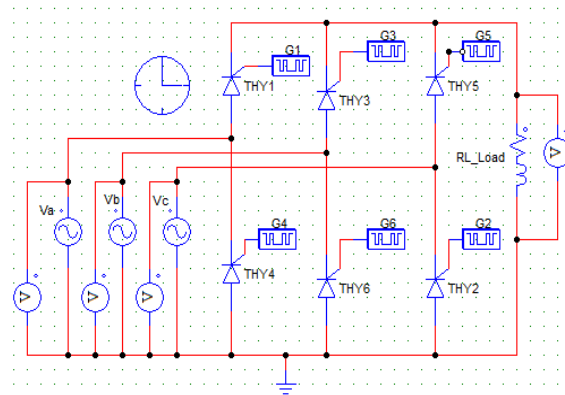 G1
G3
G5
THY1
THY3
THY5
RL_Load
V
Va
Vb
Vc
G4
G6
G2
THY4
THY6
THY2
V
V
V